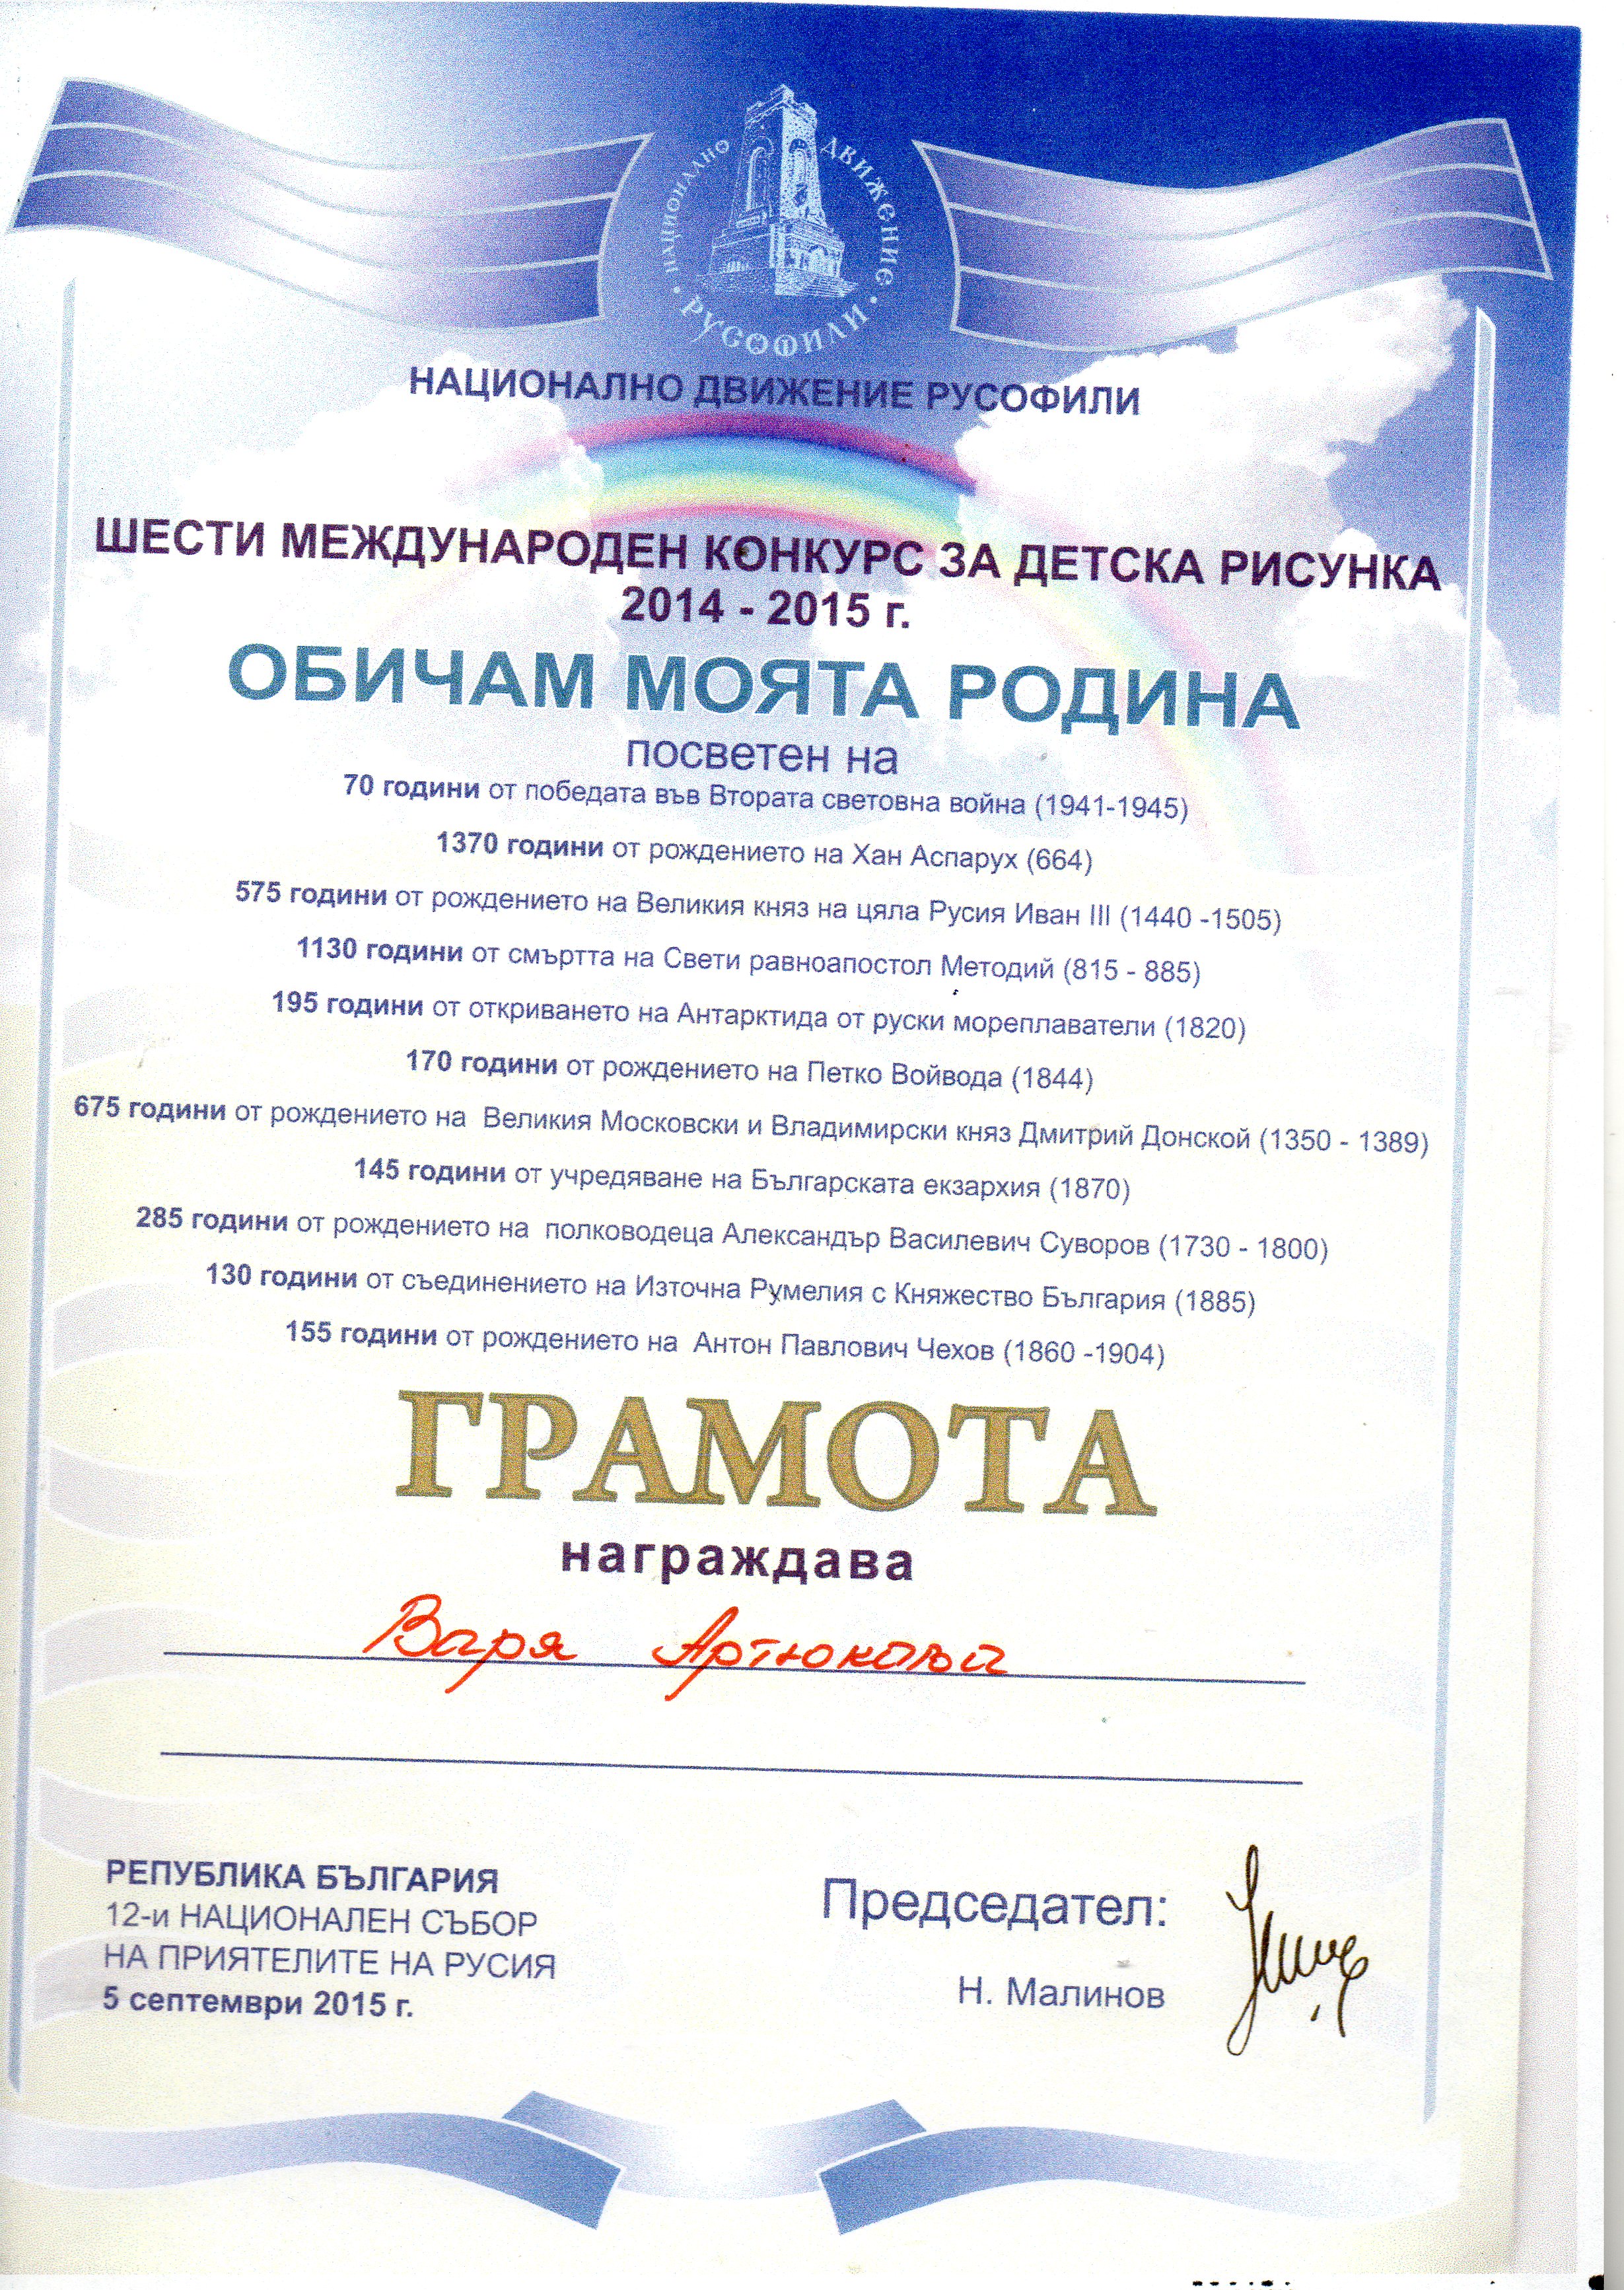 НАЦИОНАЛНО ДВИЖЕНИЕ
• РУСОФИЛИ •
НАЦИОНАЛНО ДВИЖЕНИЕ РУСОФИЛИ
ШЕСТИ МЕЖДУНАРОДЕН КОНКУРС ЗА ДЕТСКА РИСУНКА
2014 - 2015 г.
ОБИЧАМ МОЯТА РОДИНА
посветен на
70 години от победата във Втората световна война (1941-1945)
1370 години от рождението на Хан Аспарух (664)
575 години от рождението на Великия княз на цяла Русия Иван III (1440 -1505)
1130 години от смъртта на Свети равноапостол Методий (815 - 885)
195 години от откриването на Антарктида от руски мореплаватели (1820)
170 години от рождението на Петко Войвода (1844)
675 години от рождението на Великия Московски и Владимирски княз Дмитрий Донской (1350 - 1389)
145 години от учредяване на Българската екзархия (1870)
285 години от рождението на полководеца Александър Василевич Суворов (1730 - 1800)
130 години от съединението на Източна Румелия с Княжество България (1885)
155 години от рождението на Антон Павлович Чехов (1860 -1904)
ГРАМОТА
награждава
Варя Артюкова
РЕПУБЛИКА БЪЛГАРИЯ
12-и НАЦИОНАЛЕН СЪБОР
НА ПРИЯТЕЛИТЕ НА РУСИЯ
5 септември 2015 г.
Председател:
Н. Малинов